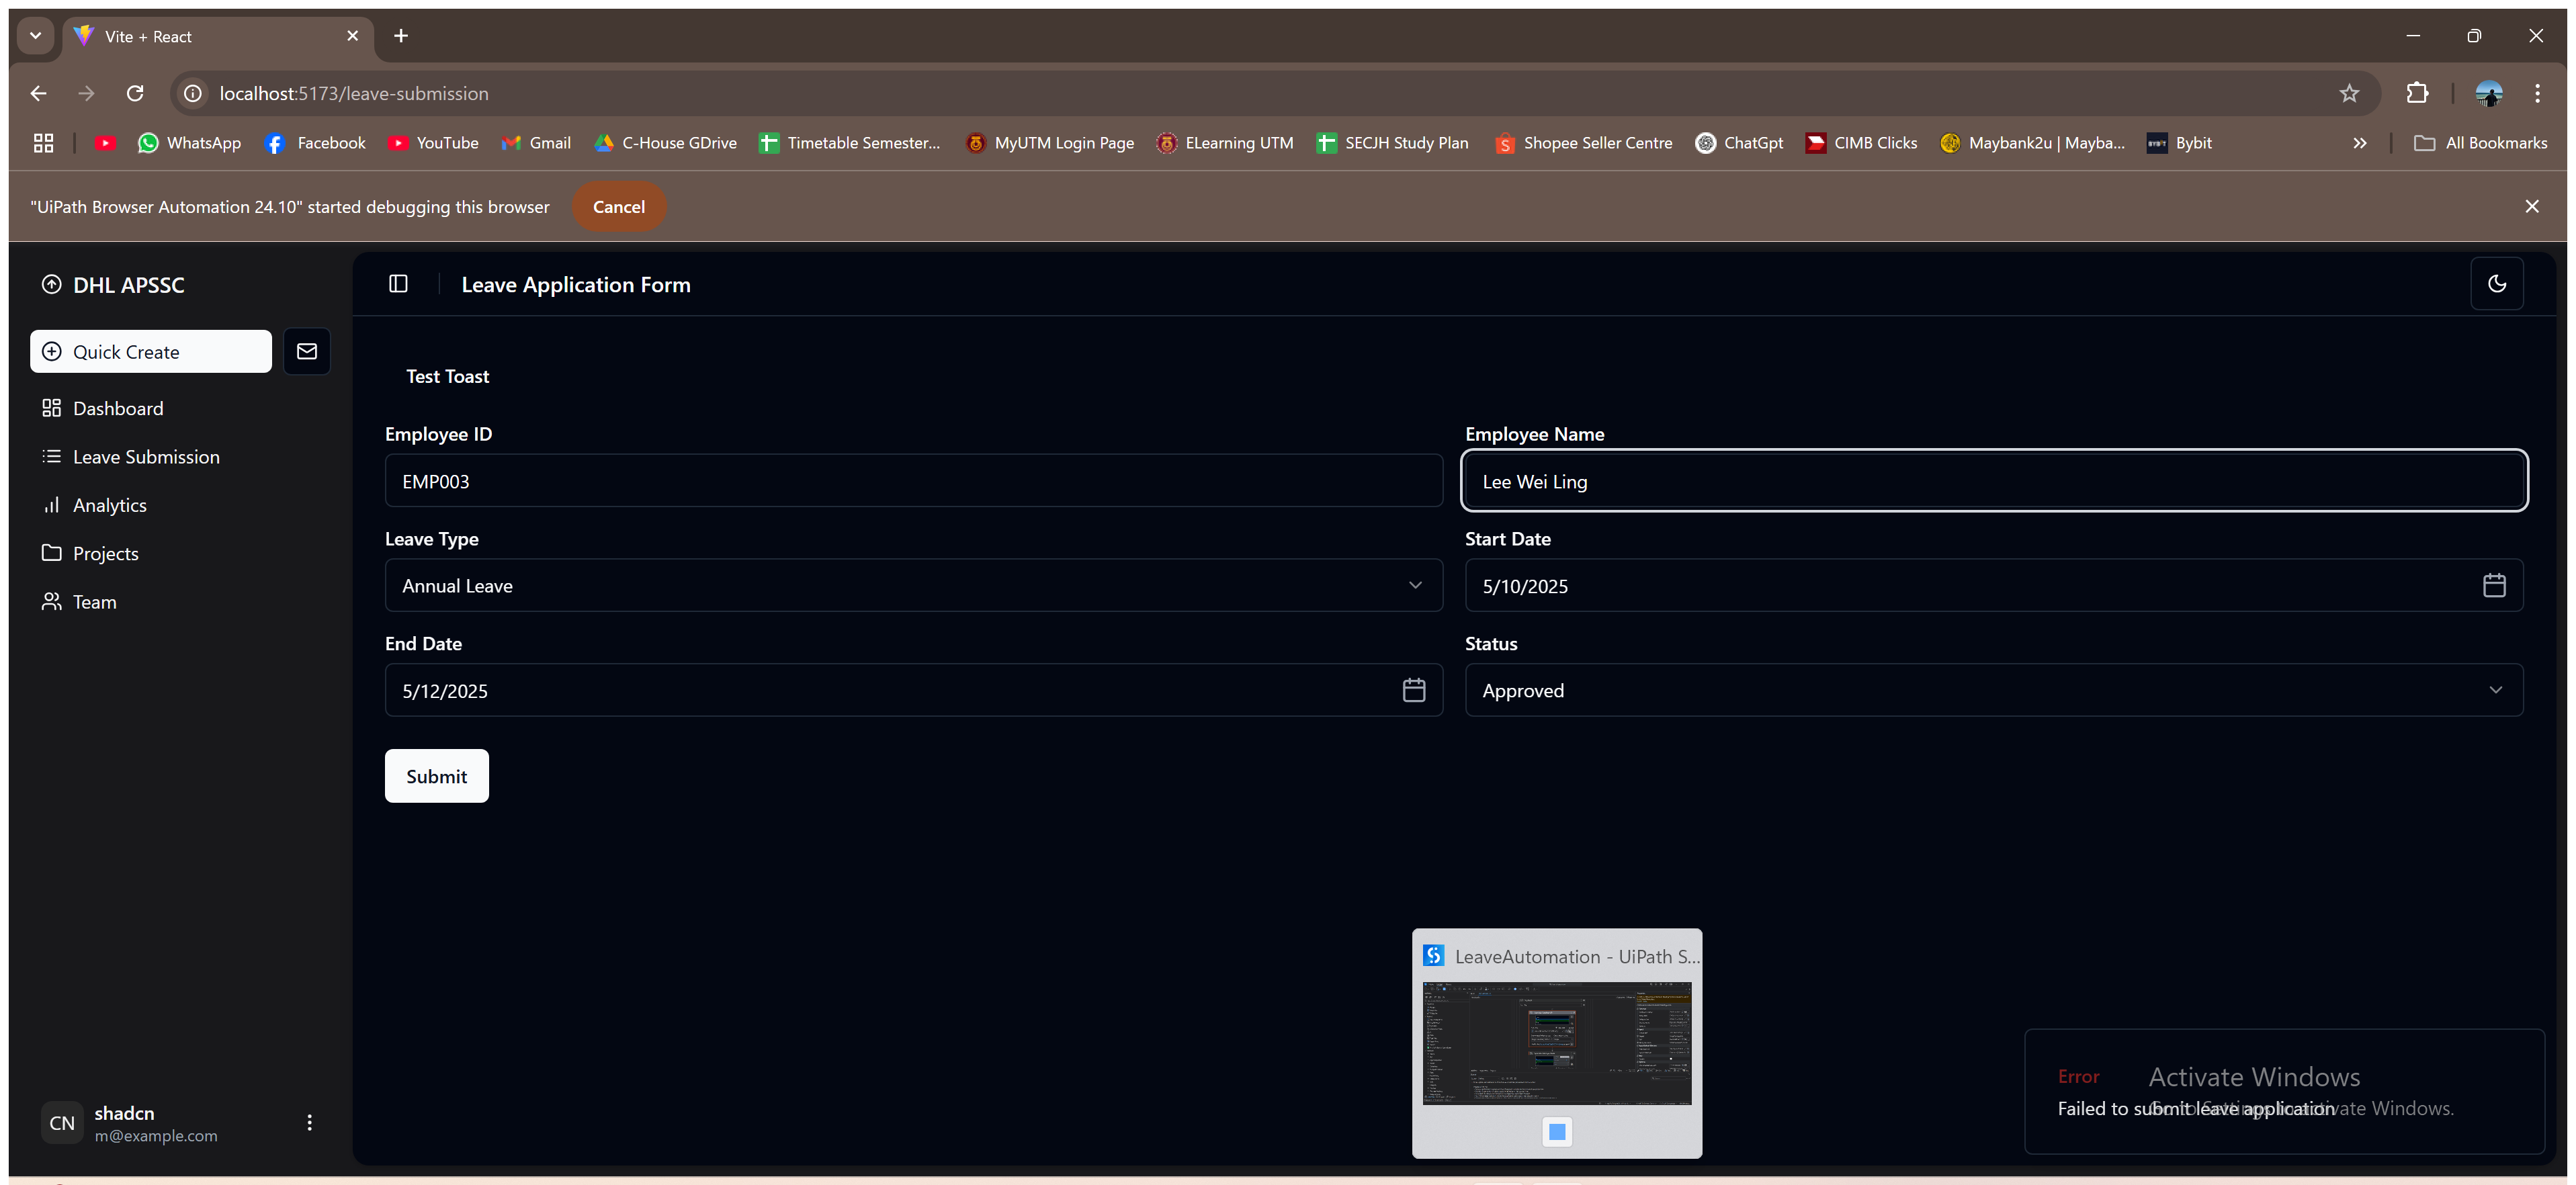 Vite + React
localhost:5173/leave-submission
WhatsApp Facebook YouTube Gmail C-House GDrive Timetable Semester... MyUTM Login Page ELearning UTM SECJH Study Plan Shopee Seller Centre ChatGpt CIMB Clicks Maybank2u | Mayba... Bybit All Bookmarks
"UiPath Browser Automation 24.10" started debugging this browser Cancel
DHL APSSC
Quick Create
Dashboard
Leave Submission
Analytics
Projects
Team
CN
shadcn
m@example.com
Leave Application Form
Test Toast
Employee ID
EMP003
Employee Name
Lee Wei Ling
Leave Type
Annual Leave
Start Date
5/10/2025
End Date
5/12/2025
Status
Approved
Submit
LeaveAutomation - UiPath S...
Error
Failed to submit leave application
Activate Windows
Go to Settings to activate Windows.